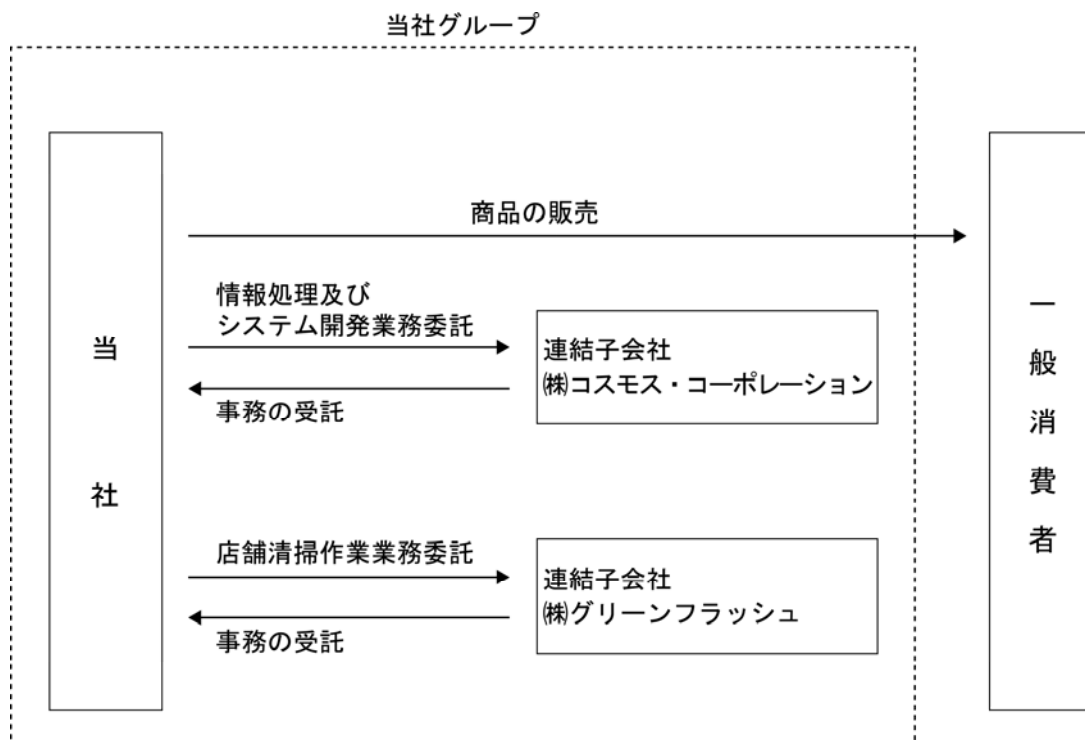 当社グループ
当社
商品の販売
情報処理及び
システム開発業務委託
事務の受託
連結子会社
㈱コスモス・コーポレーション
店舗清掃作業業務委託
事務の受託
連結子会社
㈱グリーンフラッシュ
一般消費者